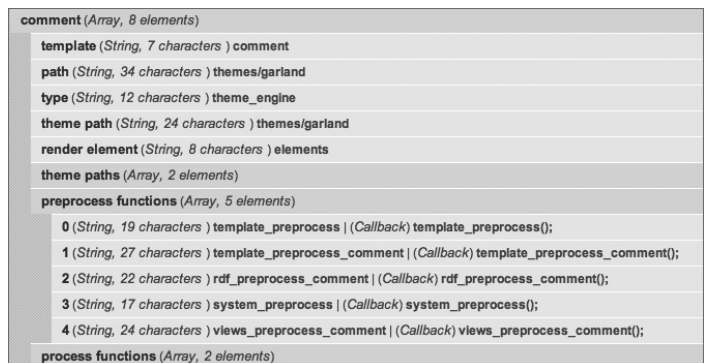 comment (Array, 8 elements)
template (String, 7 characters ) comment
path (String, 34 characters ) themes/garland
type (String, 12 characters ) theme_engine
theme path (String, 24 characters ) themes/garland
render element (String, 8 characters ) elements
theme paths (Array, 2 elements)
preprocess functions (Array, 5 elements)
0 (String, 19 characters ) template_preprocess | (Callback) template_preprocess();
1 (String, 27 characters ) template_preprocess_comment | (Callback) template_preprocess_comment();
2 (String, 22 characters ) rdf_preprocess_comment | (Callback) rdf_preprocess_comment();
3 (String, 17 characters ) system_preprocess | (Callback) system_preprocess();
4 (String, 24 characters ) views_preprocess_comment | (Callback) views_preprocess_comment();
process functions (Array, 2 elements)